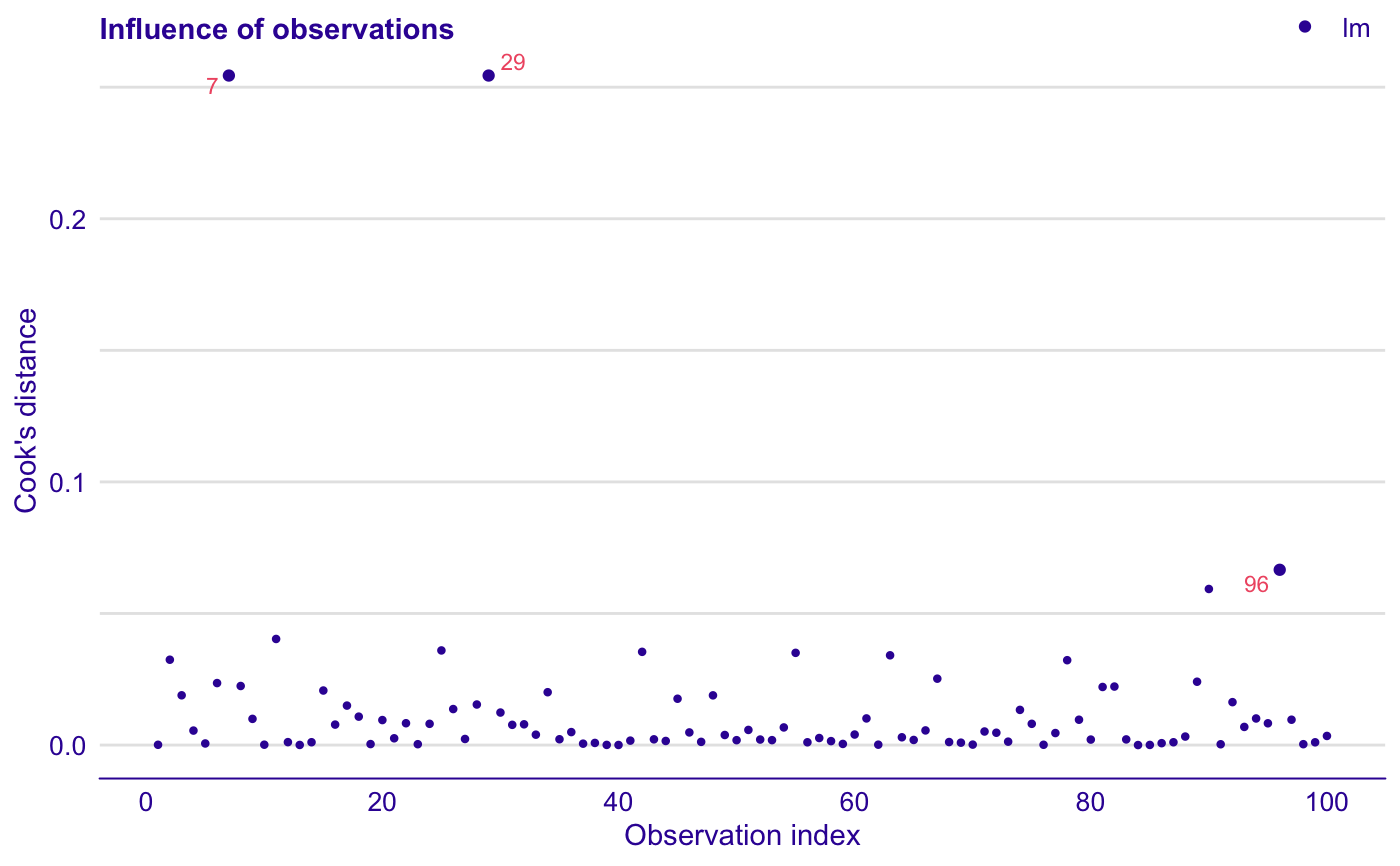 Influence of observations
lm
7
29
0.2
0.1
96
0.0
Cook's distance
0 20 40 60 80 100
Observation index